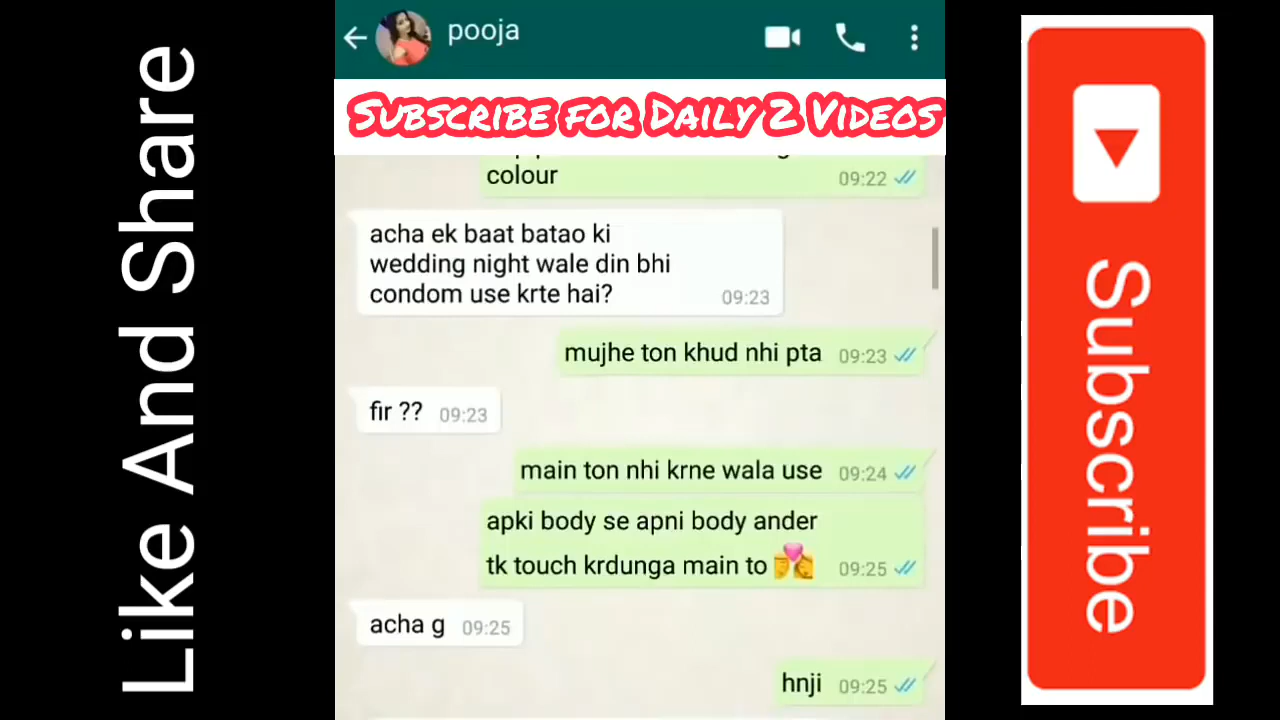 Like And Share
pooja
Subscribe for Daily 2 Videos
colour
09:22
acha ek baat batao ki
wedding night wale din bhi
condom use krte hai?
09:23
mujhe ton khud nhi pta 09:23
fir ?? 09:23
main ton nhi krne wala use 09:24
apki body se apni body ander
tk touch krdunga main to 09:25
acha g 09:25
hnji 09:25
Subscribe